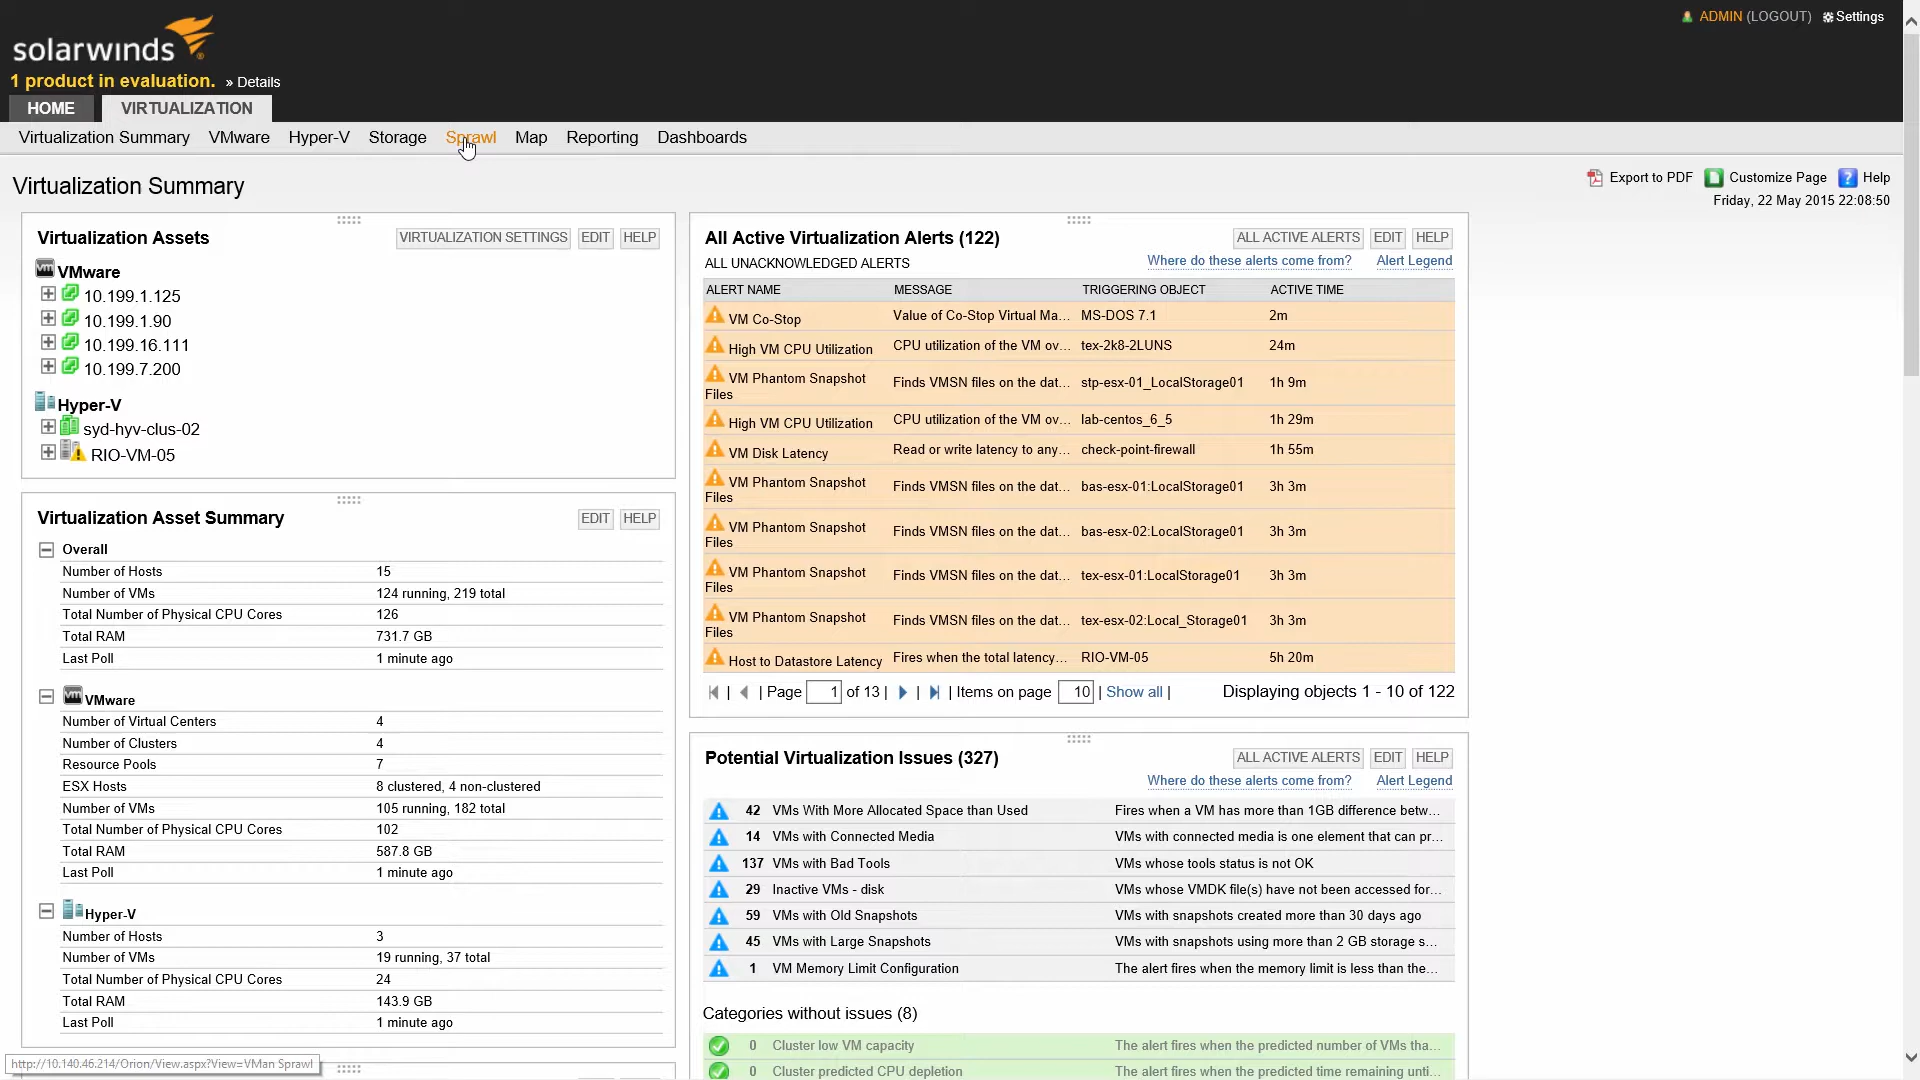 ADMIN (LOGOUT) Settings
solarwinds
1 product in evaluation. » Details
HOME VIRTUALIZATION
Virtualization Summary VMware Hyper-V Storage Sprawl Map Reporting Dashboards
Virtualization Summary
Export to PDF Customize Page ? Help
Friday, 22 May 2015 22:08:50
Virtualization Assets VIRTUALIZATION SETTINGS EDIT HELP
vm VMware
10.199.1.125
10.199.1.90
10.199.16.111
10.199.7.200
Hyper-V
syd-hyv-clus-02
RIO-VM-05
Virtualization Asset Summary EDIT HELP
Overall
Number of Hosts 15
Number of VMs 124 running, 219 total
Total Number of Physical CPU Cores 126
Total RAM 731.7 GB
Last Poll 1 minute ago
vm VMware
Number of Virtual Centers 4
Number of Clusters 4
Resource Pools 7
ESX Hosts 8 clustered, 4 non-clustered
Number of VMs 105 running, 182 total
Total Number of Physical CPU Cores 102
Total RAM 587.8 GB
Last Poll 1 minute ago
Hyper-V
Number of Hosts 3
Number of VMs 19 running, 37 total
Total Number of Physical CPU Cores 24
Total RAM 143.9 GB
Last Poll 1 minute ago
All Active Virtualization Alerts (122) ALL ACTIVE ALERTS EDIT HELP
ALL UNACKNOWLEDGED ALERTS Where do these alerts come from? Alert Legend
ALERT NAME MESSAGE TRIGGERING OBJECT ACTIVE TIME
VM Co-Stop Value of Co-Stop Virtual Ma... MS-DOS 7.1 2m
High VM CPU Utilization CPU utilization of the VM ov... tex-2k8-2LUNS 24m
VM Phantom Snapshot Files Finds VMSN files on the dat... stp-esx-01_LocalStorage01 1h 9m
High VM CPU Utilization CPU utilization of the VM ov... lab-centos_6_5 1h 29m
VM Disk Latency Read or write latency to any... check-point-firewall 1h 55m
VM Phantom Snapshot Files Finds VMSN files on the dat... bas-esx-01:LocalStorage01 3h 3m
VM Phantom Snapshot Files Finds VMSN files on the dat... bas-esx-02:LocalStorage01 3h 3m
VM Phantom Snapshot Files Finds VMSN files on the dat... tex-esx-01:LocalStorage01 3h 3m
VM Phantom Snapshot Files Finds VMSN files on the dat... tex-esx-02:Local_Storage01 3h 3m
Host to Datastore Latency Fires when the total latency... RIO-VM-05 5h 20m
| | Page 1 of 13 | | | Items on page 10 | Show all | Displaying objects 1 - 10 of 122
Potential Virtualization Issues (327) ALL ACTIVE ALERTS EDIT HELP
Where do these alerts come from? Alert Legend
42 VMs With More Allocated Space than Used Fires when a VM has more than 1GB difference betw...
14 VMs with Connected Media VMs with connected media is one element that can pr...
137 VMs with Bad Tools VMs whose tools status is not OK
29 Inactive VMs - disk VMs whose VMDK file(s) have not been accessed for...
59 VMs with Old Snapshots VMs with snapshots created more than 30 days ago
45 VMs with Large Snapshots VMs with snapshots using more than 2 GB storage s...
1 VM Memory Limit Configuration The alert fires when the memory limit is less than the...
Categories without issues (8)
0 Cluster low VM capacity The alert fires when the predicted number of VMs tha...
0 Cluster predicted CPU depletion The alert fires when the predicted time remaining unti...
http://10.140.46.214/Orion/View.aspx?View=VMan Sprawl